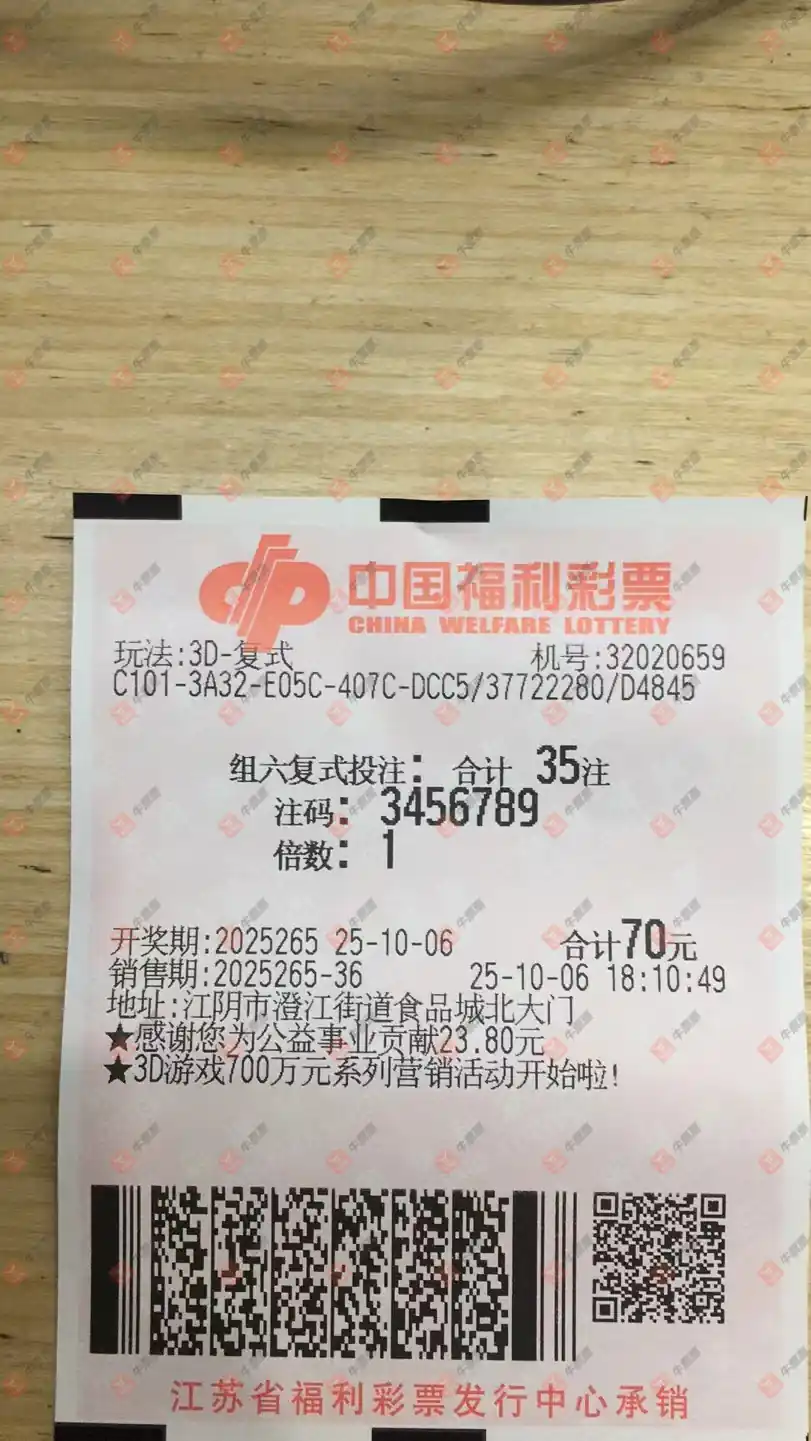 中国福利彩票
CHINA WELFARE LOTTERY
玩法:3D-复式 机号:32020659
C101-3A32-E05C-407C-DCC5/37722280/D4845
组六复式投注: 合计 35注
注码: 3456789
倍数: 1
开奖期:2025265 25-10-06 合计70元
销售期:2025265-36 25-10-06 18:10:49
地址:江阴市澄江街道食品城北大门
★感谢您为公益事业贡献23.80元
★3D游戏700万元系列营销活动开始啦!
江苏省福利彩票发行中心承销